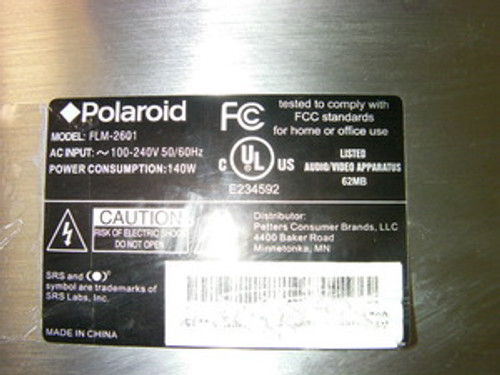 Polaroid
MODEL: FLM-2601
AC INPUT: ~ 100-240V 50/60Hz
POWER CONSUMPTION: 140W
FC
tested to comply with
FCC standards
for home or office use
C UL US
LISTED
AUDIO/VIDEO APPARATUS
62MB
E234592
CAUTION
RISK OF ELECTRIC SHOCK
DO NOT OPEN
Distributor:
Petters Consumer Brands, LLC
4400 Baker Road
Minnetonka, MN
SRS and
symbol are trademarks of
SRS Labs, Inc.
MADE IN CHINA